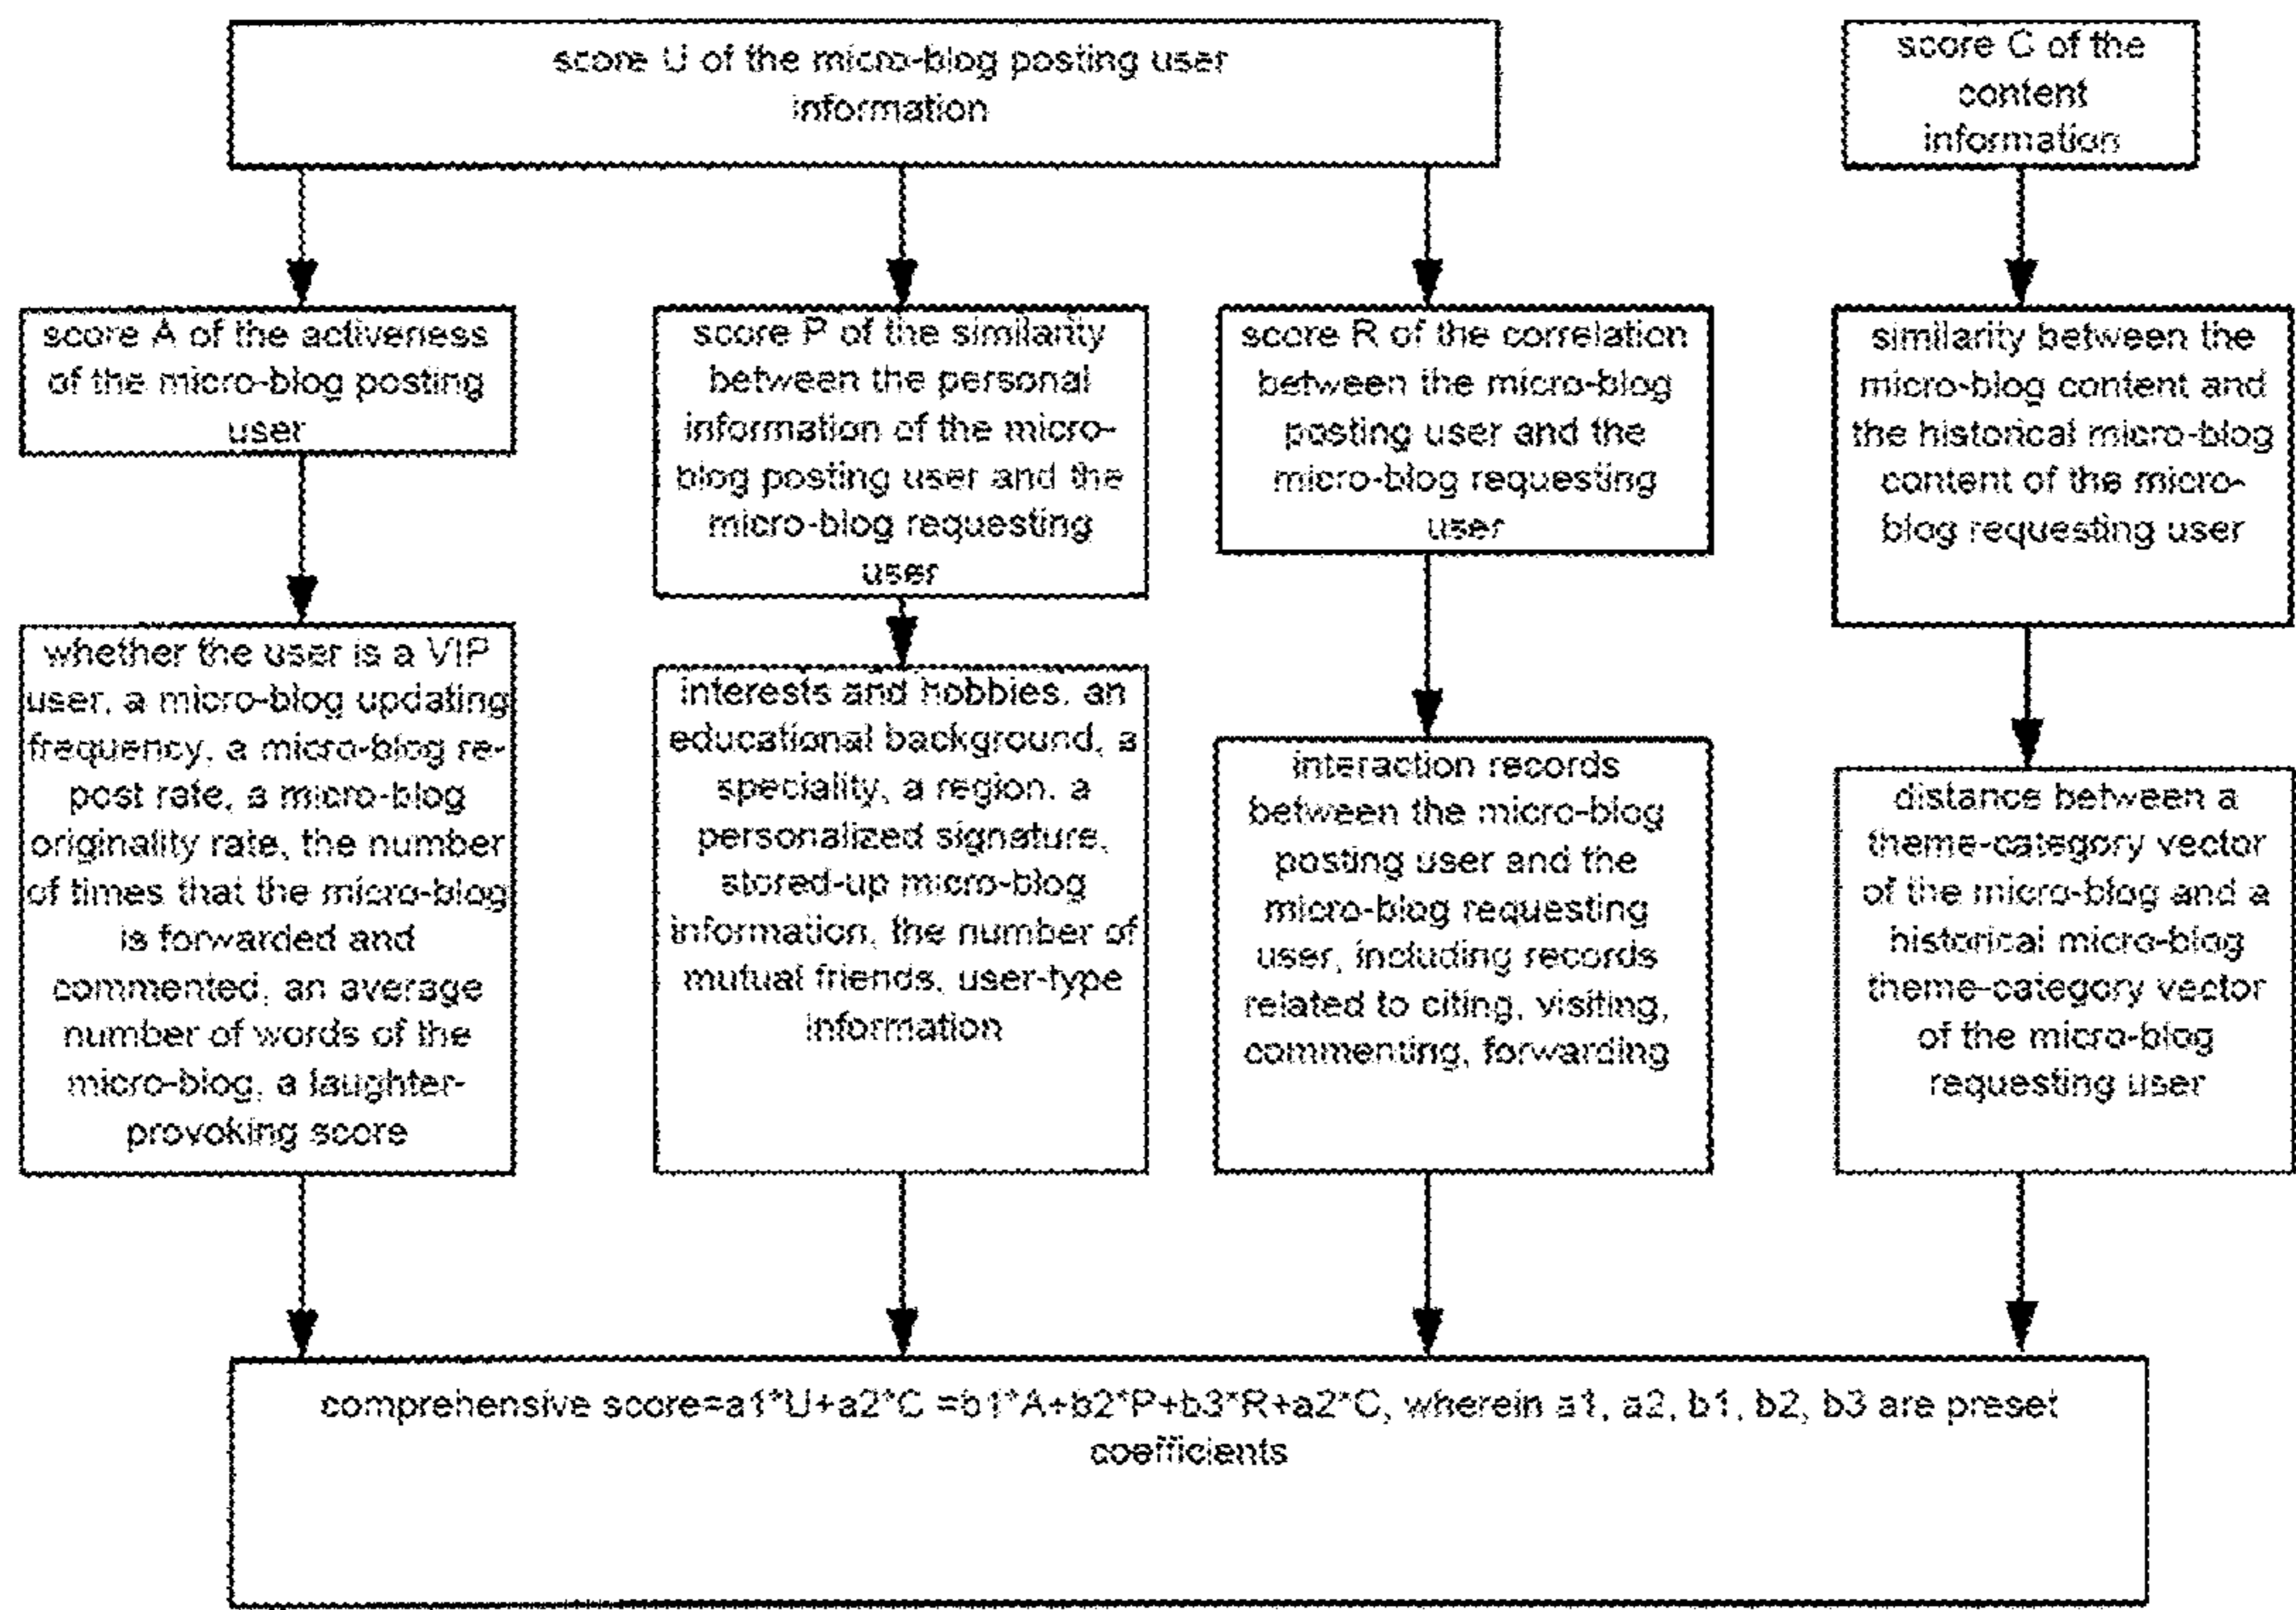 score U of the micro-blog posting user
information
score C of the
content
information
score A of the activeness
of the micro-blog posting
user
score P of the similarity
between the personal
information of the micro-
blog posting user and the
micro-blog requesting
user
score R of the correlation
between the micro-blog
posting user and the
micro-blog requesting
user
similarity between the
micro-blog content and
the historical micro-blog
content of the micro-
blog requesting user
whether the user is a VIP
user, a micro-blog updating
frequency, a micro-blog re-
post rate, a micro-blog
originality rate, the number
of times that the micro-blog
is forwarded and
commented, an average
number of words of the
micro-blog, a laughter-
provoking score
interests and hobbies, an
educational background, a
speciality, a region, a
personalized signature,
stored-up micro-blog
information, the number of
mutual friends, user-type
information
interaction records
between the micro-blog
posting user and the
micro-blog requesting
user, including records
related to citing, visiting,
commenting, forwarding
distance between a
theme-category vector
of the micro-blog and a
historical micro-blog
theme-category vector
of the micro-blog
requesting user
comprehensive score=a1*U+a2*C =b1*A+b2*P+b3*R+a2*C, wherein a1, a2, b1, b2, b3 are preset
coefficients